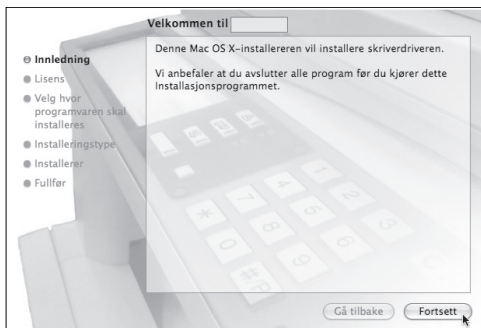 Velkommen til
Innledning
Lisens
Velg hvor
programvaren skal
installeres
Installeringstype
Installerer
Fullfør
Denne Mac OS X-installereren vil installere skriverdriveren.
Vi anbefaler at du avslutter alle program før du kjører dette
Installasjonsprogrammet.
Gå tilbake
Fortsett